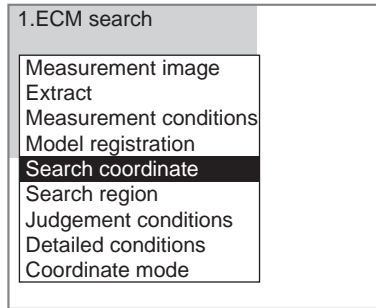 1.ECM search
Measurement image
Extract
Measurement conditions
Model registration
Search coordinate
Search region
Judgement conditions
Detailed conditions
Coordinate mode